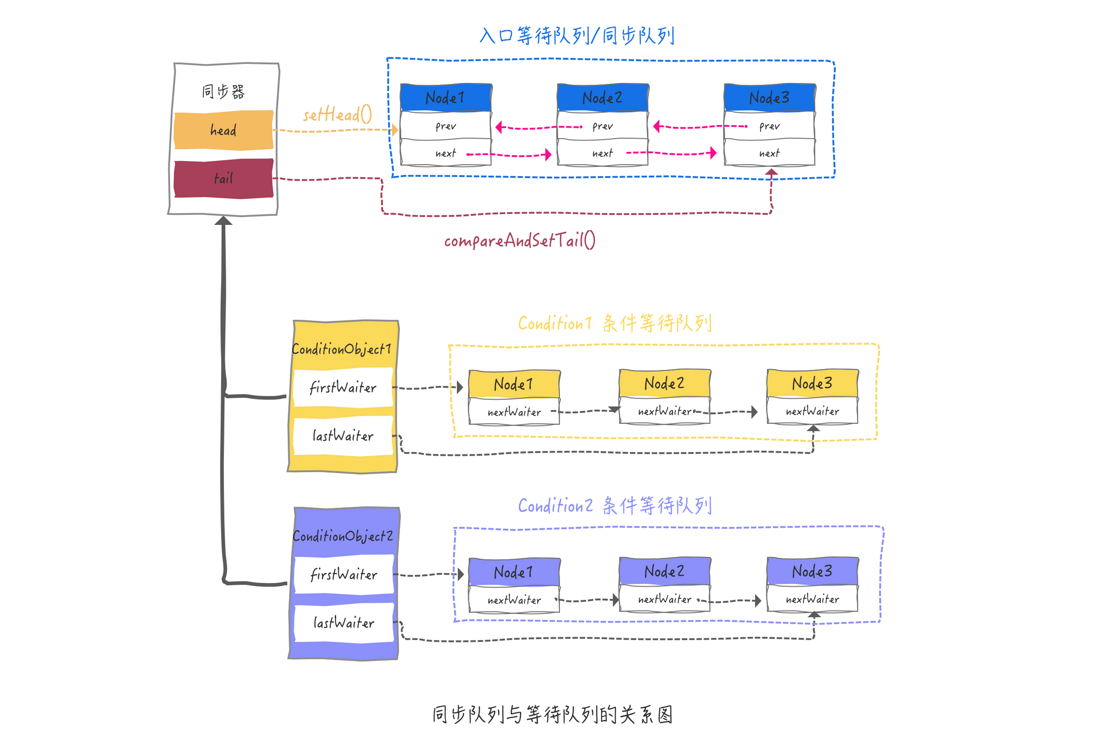 入口等待队列/同步队列
同步器
head
tail
setHead()
Node1
prev
next
Node2
prev
next
Node3
prev
next
compareAndSetTail()
Condition1 条件等待队列
ConditionObject1
firstWaiter
lastWaiter
Node1
nextWaiter
Node2
nextWaiter
Node3
nextWaiter
Condition2 条件等待队列
ConditionObject2
firstWaiter
lastWaiter
Node1
nextWaiter
Node2
nextWaiter
Node3
nextWaiter
同步队列与等待队列的关系图